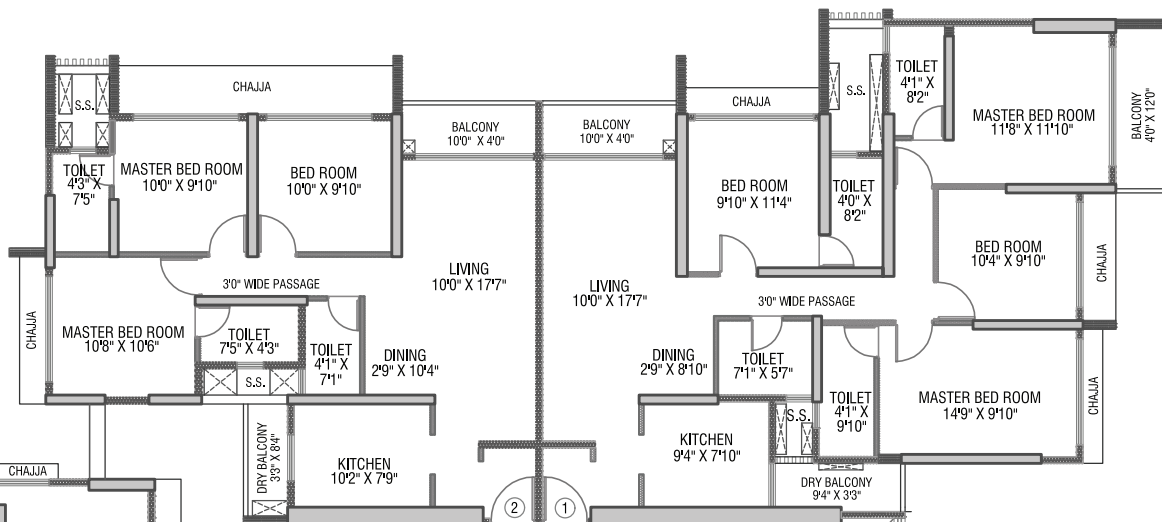 CHAJJA
S.S.
TOILET
4'3" X
7'5"
MASTER BED ROOM
10'0" X 9'10"
BED ROOM
10'0" X 9'10"
BALCONY
10'0" X 4'0"
BALCONY
10'0" X 4'0"
CHAJJA
S.S.
TOILET
4'1" X
8'2"
MASTER BED ROOM
11'8" X 11'10"
BALCONY
4'0" X 12'0"
BED ROOM
9'10" X 11'4"
TOILET
4'0" X
8'2"
BED ROOM
10'4" X 9'10"
CHAJJA
3'0" WIDE PASSAGE
LIVING
10'0" X 17'7"
LIVING
10'0" X 17'7"
3'0" WIDE PASSAGE
CHAJJA
MASTER BED ROOM
10'8" X 10'6"
TOILET
7'5" X 4'3"
S.S.
TOILET
4'1" X
7'1"
DINING
2'9" X 10'4"
DINING
2'9" X 8'10"
TOILET
7'1" X 5'7"
S.S.
TOILET
4'1" X
9'10"
MASTER BED ROOM
14'9" X 9'10"
CHAJJA
CHAJJA
DRY BALCONY
3'3" X 8'4"
KITCHEN
10'2" X 7'9"
KITCHEN
9'4" X 7'10"
DRY BALCONY
9'4" X 3'3"
2
1